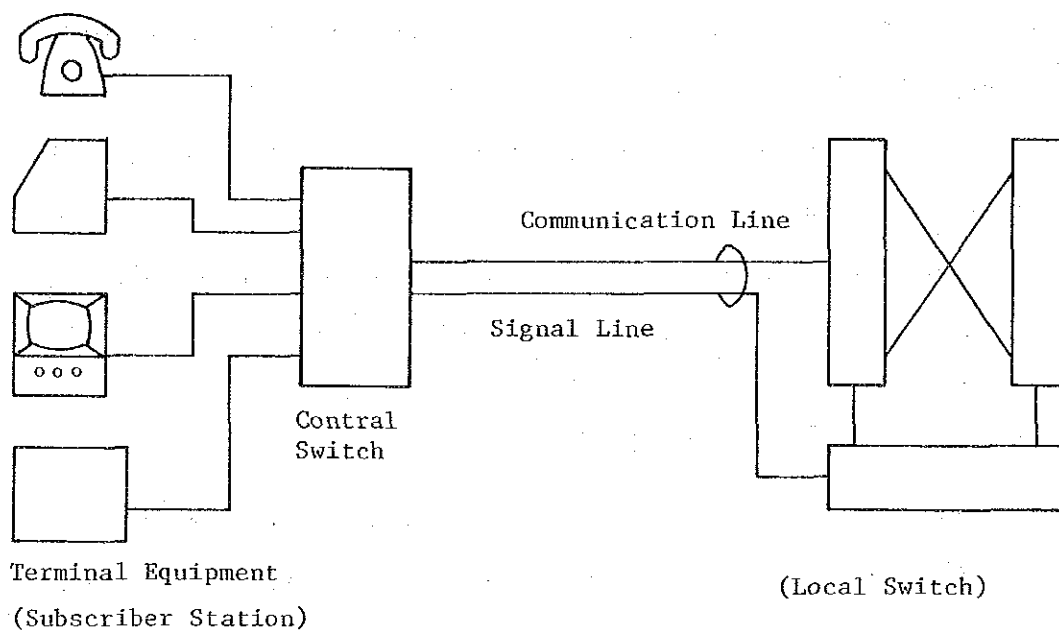 Communication Line
Signal Line
Contral
Switch
Terminal Equipment
(Subscriber Station)
(Local Switch)